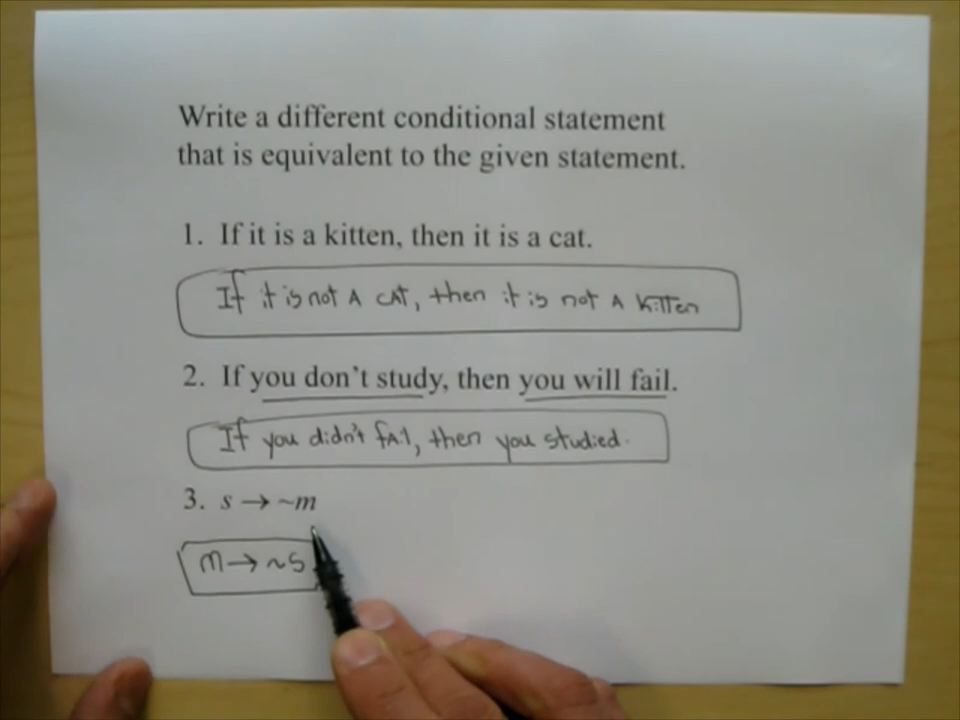 Write a different conditional statement
that is equivalent to the given statement.
1. If it is a kitten, then it is a cat.
If it is not A CAT, then it is not A KiTTen
2. If you don't study, then you will fail.
If you didn't fAil, then you studied.
3. s → ~m
m → ~s